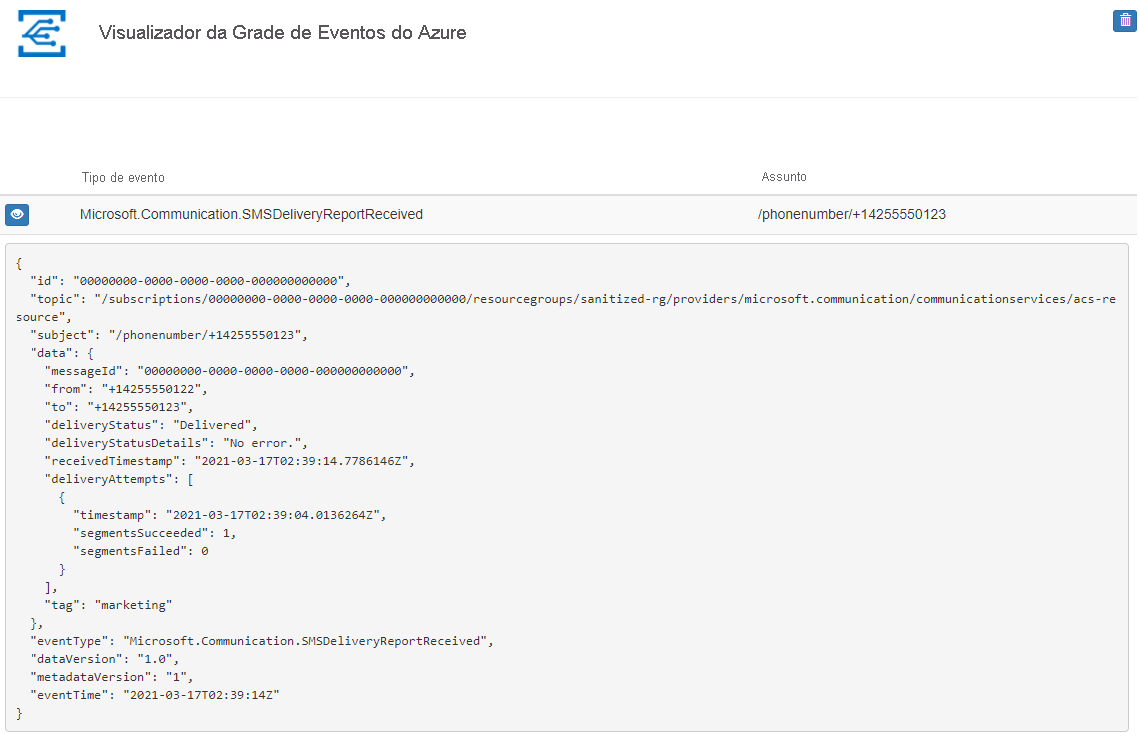 Visualizador da Grade de Eventos do Azure
Tipo de evento Assunto
Microsoft.Communication.SMSDeliveryReportReceived /phonenumber/+14255550123
{
  "id": "00000000-0000-0000-0000-000000000000",
  "topic": "/subscriptions/00000000-0000-0000-0000-000000000000/resourcegroups/sanitized-rg/providers/microsoft.communication/communicationservices/acs-re
source",
  "subject": "/phonenumber/+14255550123",
  "data": {
    "messageId": "00000000-0000-0000-0000-000000000000",
    "from": "+14255550122",
    "to": "+14255550123",
    "deliveryStatus": "Delivered",
    "deliveryStatusDetails": "No error.",
    "receivedTimestamp": "2021-03-17T02:39:14.7786146Z",
    "deliveryAttempts": [
      {
        "timestamp": "2021-03-17T02:39:04.0136264Z",
        "segmentsSucceeded": 1,
        "segmentsFailed": 0
      }
    ],
    "tag": "marketing"
  },
  "eventType": "Microsoft.Communication.SMSDeliveryReportReceived",
  "dataVersion": "1.0",
  "metadataVersion": "1",
  "eventTime": "2021-03-17T02:39:14Z"
}